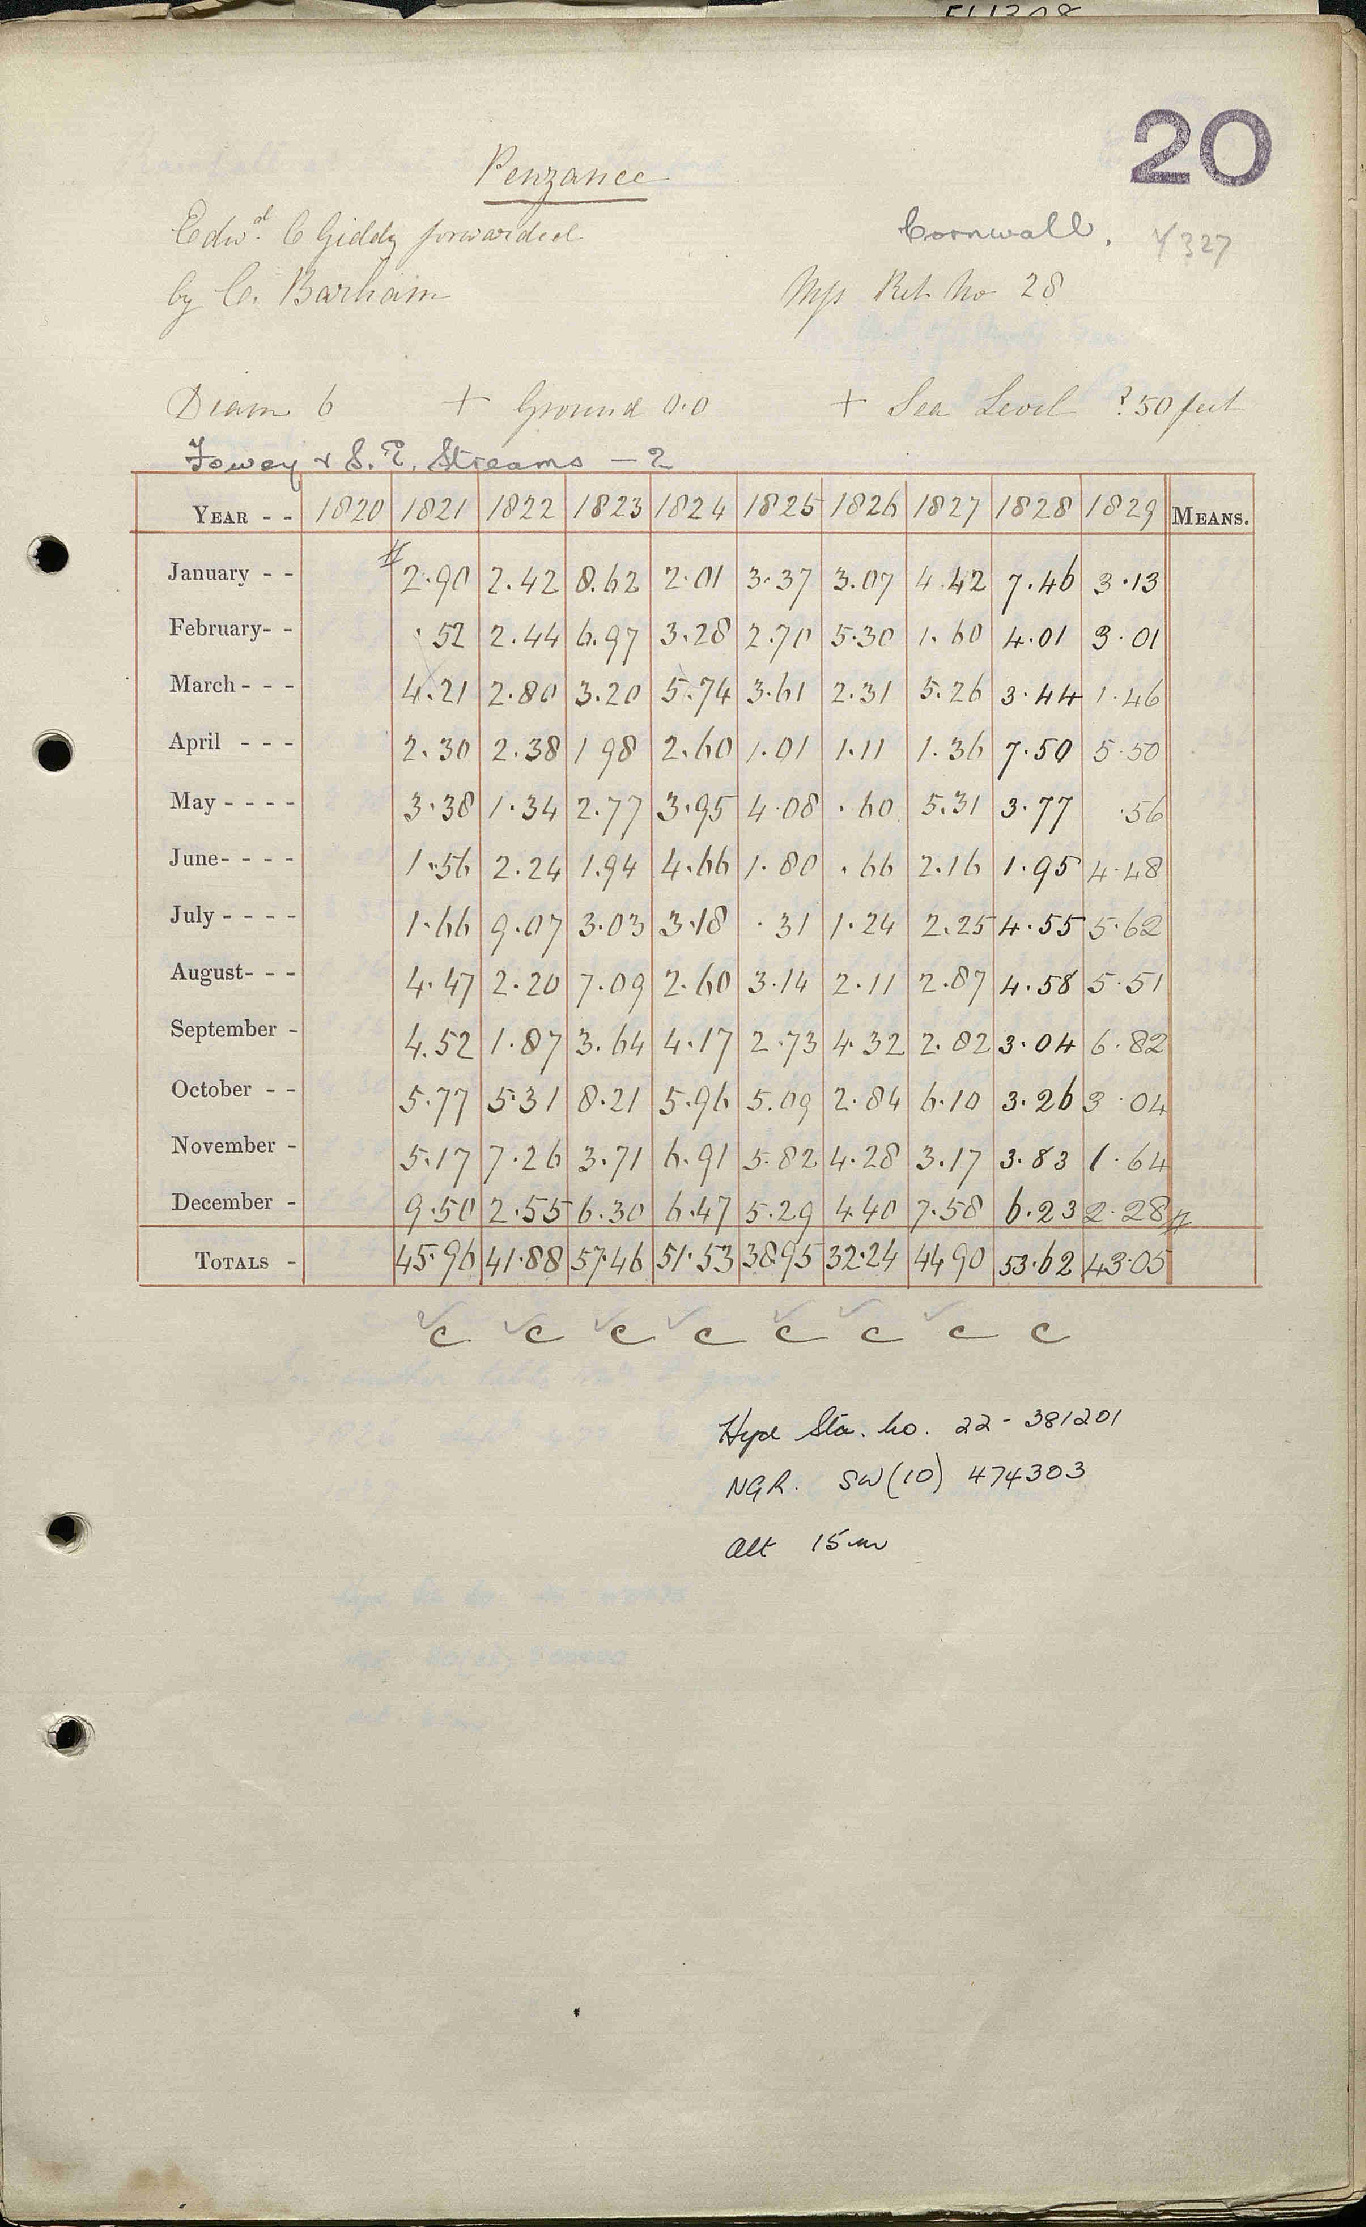 20
Penzance
Edwd. C Giddy forwarded
by C. Barham
Cornwall.
Mss Ret No 28
Diam 6 + Ground 0.0 + Sea Level ? 50 feet
Fowey & S.E. Streams - 2
YEAR - - 1820 1821 1822 1823 1824 1825 1826 1827 1828 1829 MEANS.
January - - 2.90 2.42 8.62 2.01 3.37 3.07 4.42 7.46 3.13
February- - .52 2.44 6.97 3.28 2.70 5.30 1.60 4.01 3.01
March - - - 4.21 2.80 3.20 5.74 3.61 2.31 5.26 3.44 1.46
April - - - 2.30 2.38 1 98 2.60 1.01 1.11 1.36 7.50 5.50
May - - - - 3.38 1.34 2.77 3.95 4.08 .60 5.31 3.77 .56
June- - - - 1.56 2.24 1.94 4.66 1.80 .66 2.16 1.95 4.48
July - - - - 1.66 9.07 3.03 3.18 .31 1.24 2.25 4.55 5.62
August- - - 4.47 2.20 7.09 2.60 3.14 2.11 2.87 4.58 5.51
September - 4.52 1.87 3.64 4.17 2.73 4.32 2.82 3.04 6.82
October - - 5.77 5.31 8.21 5.96 5.09 2.84 6.10 3.26 3.04
November - 5.17 7.26 3.71 6.91 5.82 4.28 3.17 3.83 1.64
December - 9.50 2.55 6.30 6.47 5.29 4.40 7.58 6.23 2.28
TOTALS - 45.96 41.88 57.46 51.53 38.95 32.24 44 90 53.62 43.05
c c c c c c c c
Hyd Sta. No. 22 - 381201
NGR. SW(10) 474303
Alt 15m